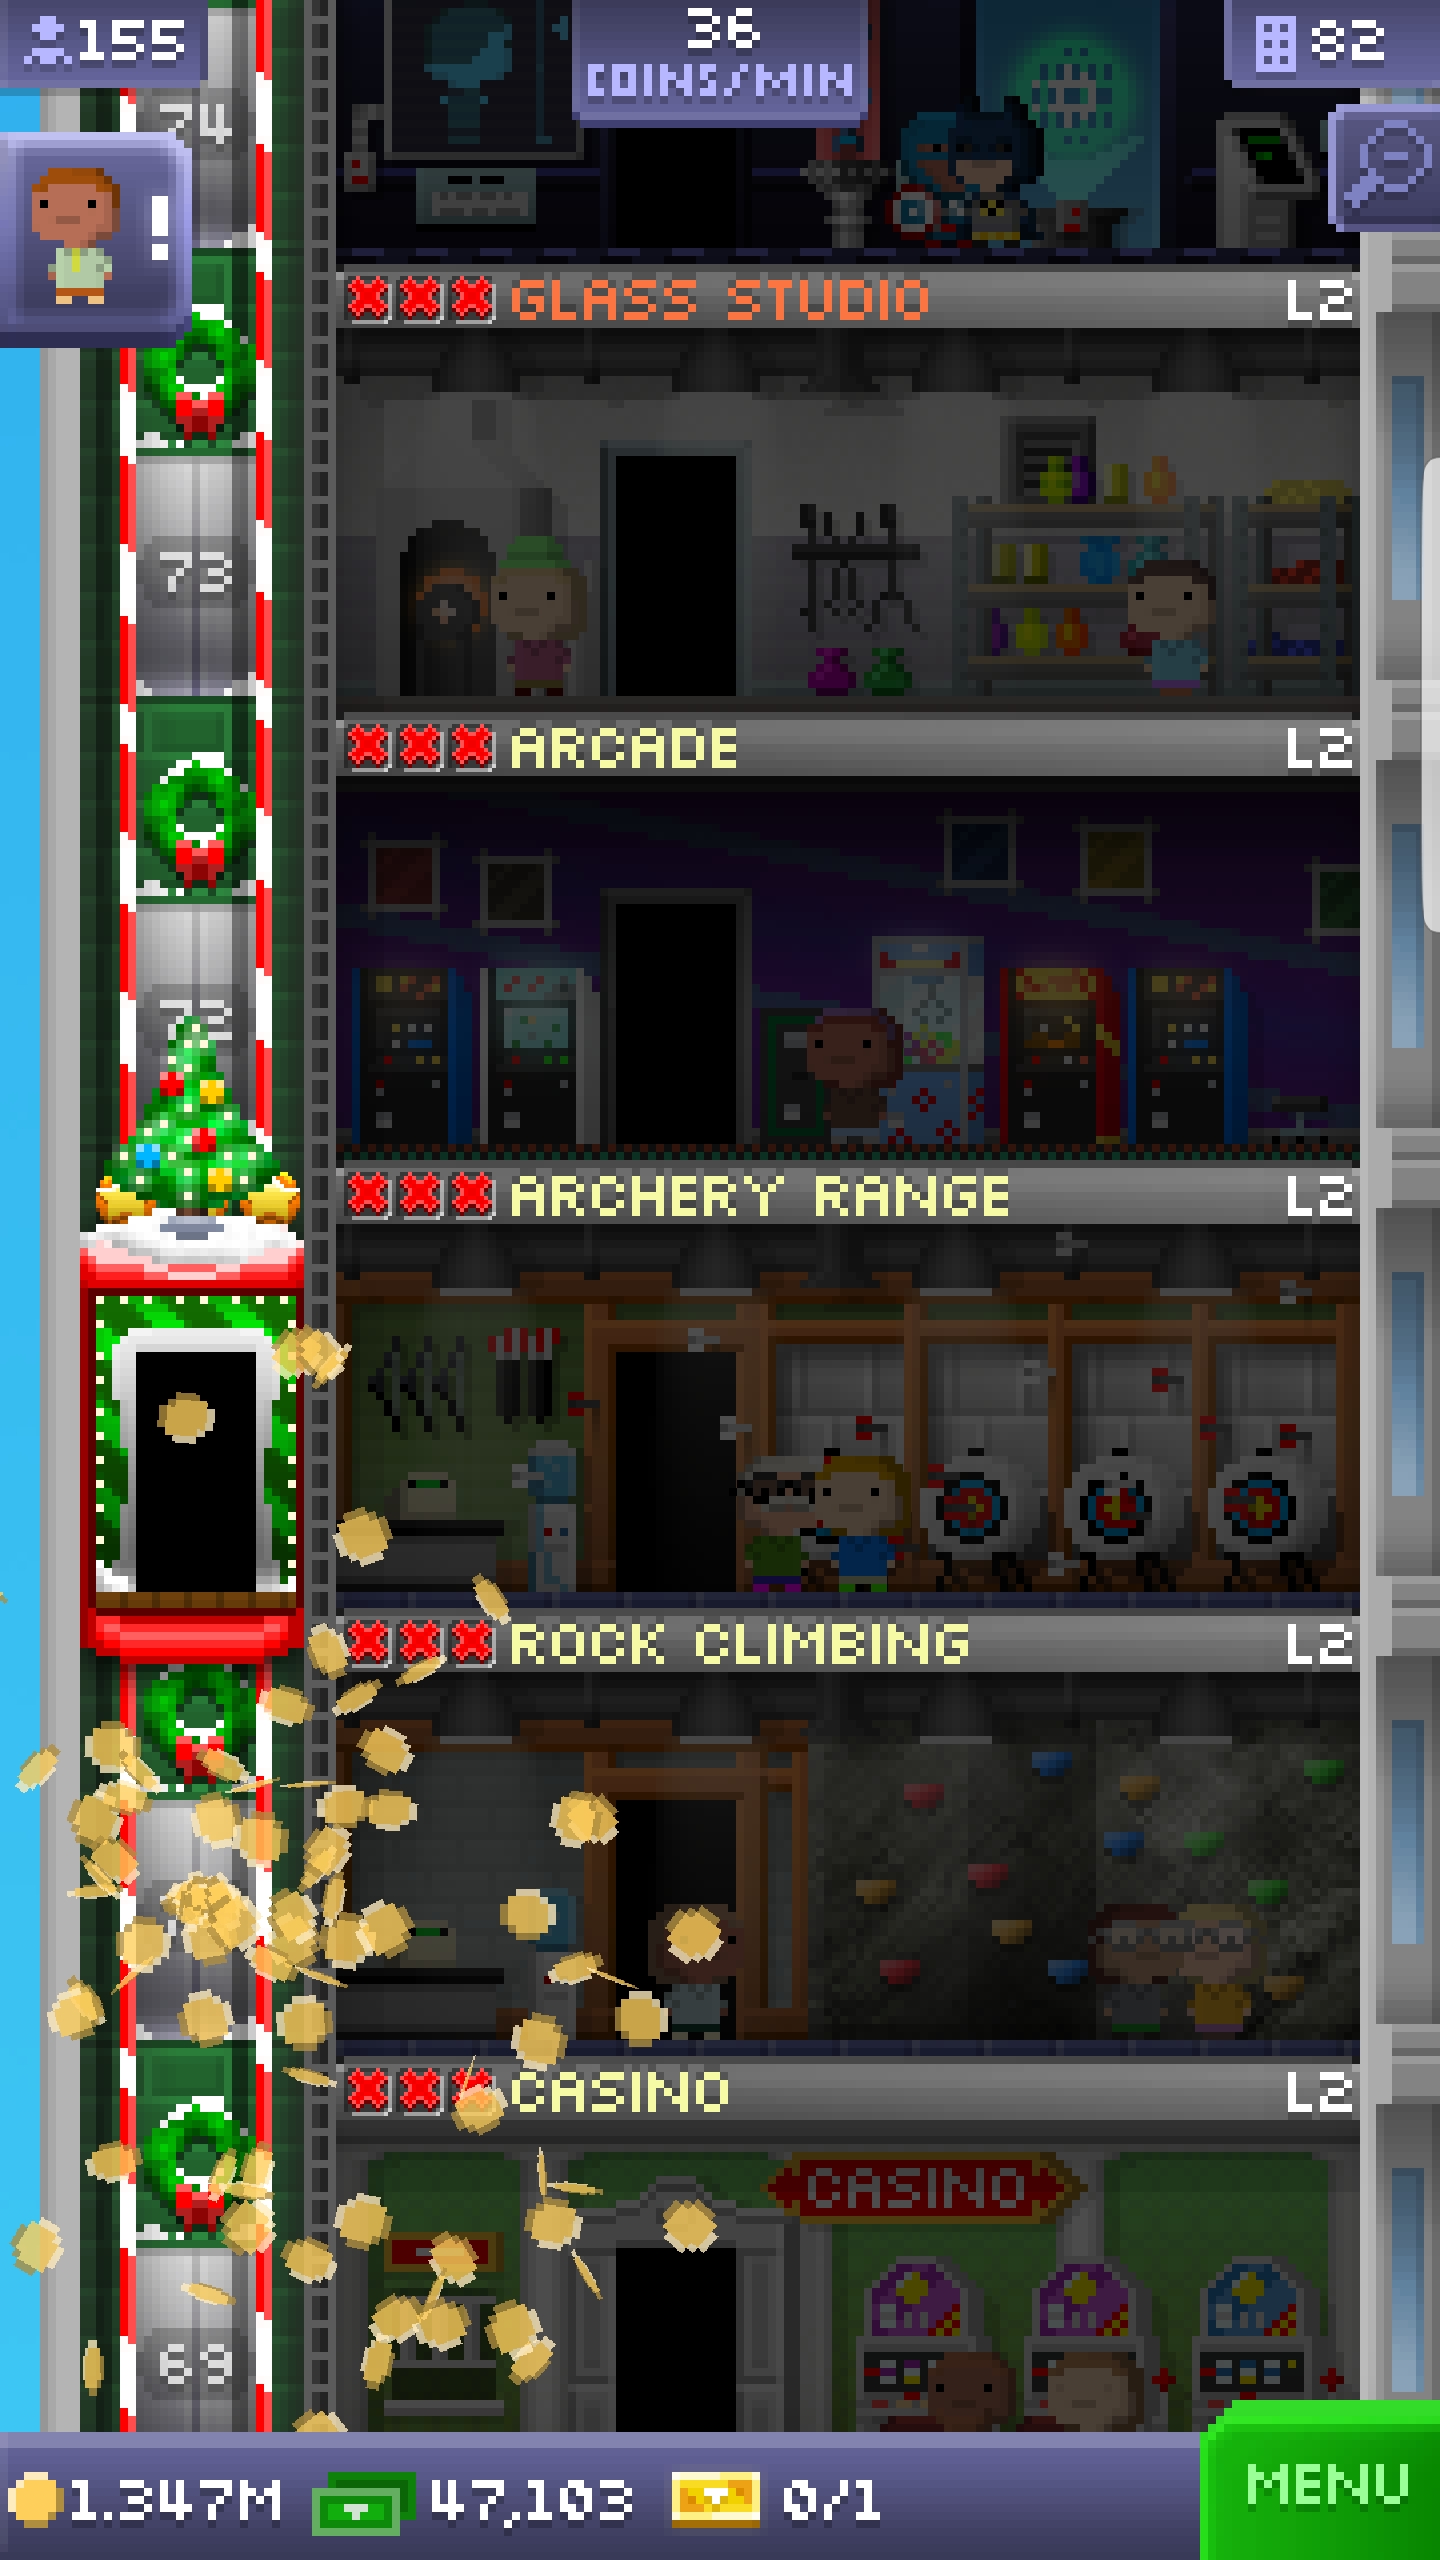 155
36
COINS/MIN
82
74
!
GLASS STUDIO L2
73
ARCADE L2
72
ARCHERY RANGE L2
ROCK CLIMBING L2
CASINO L2
CASINO
69
1.347M 47,103 0/1 MENU